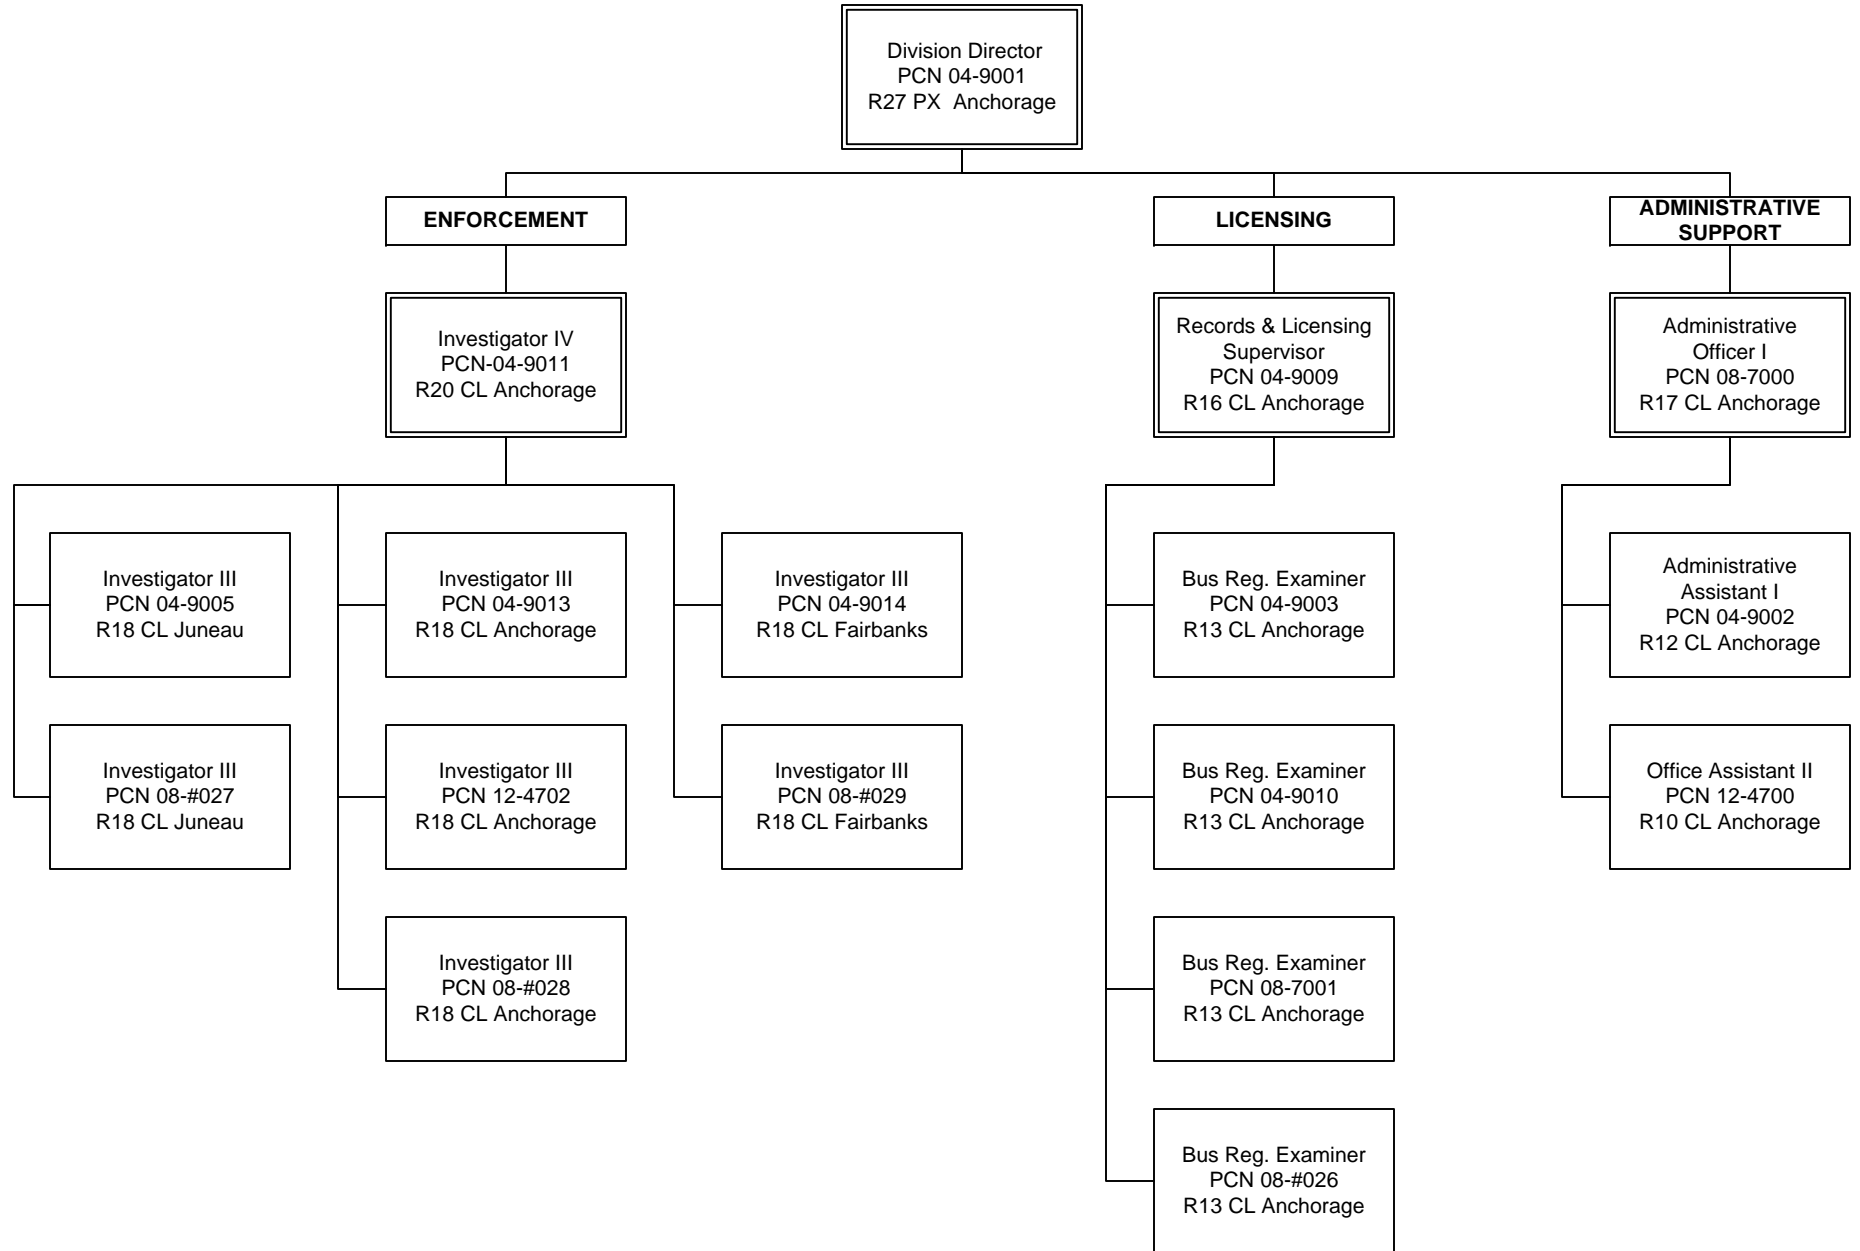 Division Director
PCN 04-9001
R27 PX  Anchorage
ENFORCEMENT
LICENSING
ADMINISTRATIVE
SUPPORT
Investigator IV
PCN-04-9011
R20 CL Anchorage
Records & Licensing
Supervisor
PCN 04-9009
R16 CL Anchorage
Administrative
Officer I
PCN 08-7000
R17 CL Anchorage
Investigator III
PCN 04-9005
R18 CL Juneau
Investigator III
PCN 04-9013
R18 CL Anchorage
Investigator III
PCN 04-9014
R18 CL Fairbanks
Bus Reg. Examiner
PCN 04-9003
R13 CL Anchorage
Administrative
Assistant I
PCN 04-9002
R12 CL Anchorage
Investigator III
PCN 08-#027
R18 CL Juneau
Investigator III
PCN 12-4702
R18 CL Anchorage
Investigator III
PCN 08-#029
R18 CL Fairbanks
Bus Reg. Examiner
PCN 04-9010
R13 CL Anchorage
Office Assistant II
PCN 12-4700
R10 CL Anchorage
Investigator III
PCN 08-#028
R18 CL Anchorage
Bus Reg. Examiner
PCN 08-7001
R13 CL Anchorage
Bus Reg. Examiner
PCN 08-#026
R13 CL Anchorage